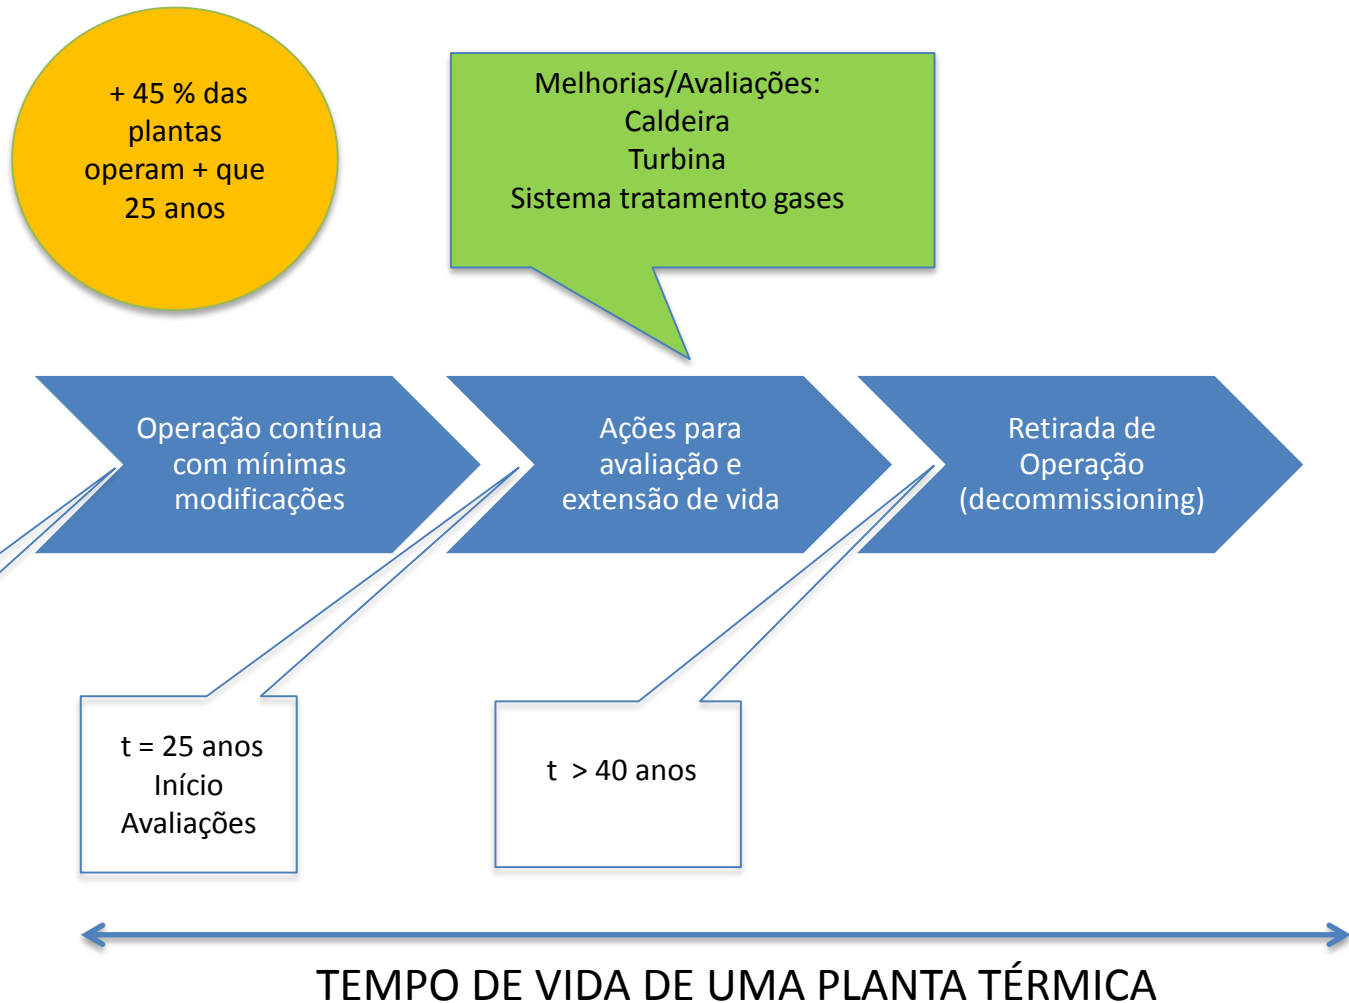 + 45 % das
plantas
operam + que
25 anos
Melhorias/Avaliações:
Caldeira
Turbina
Sistema tratamento gases
Operação contínua
com mínimas
modificações
Ações para
avaliação e
extensão de vida
Retirada de
Operação
(decommissioning)
t = 25 anos
Início
Avaliações
t > 40 anos
TEMPO DE VIDA DE UMA PLANTA TÉRMICA